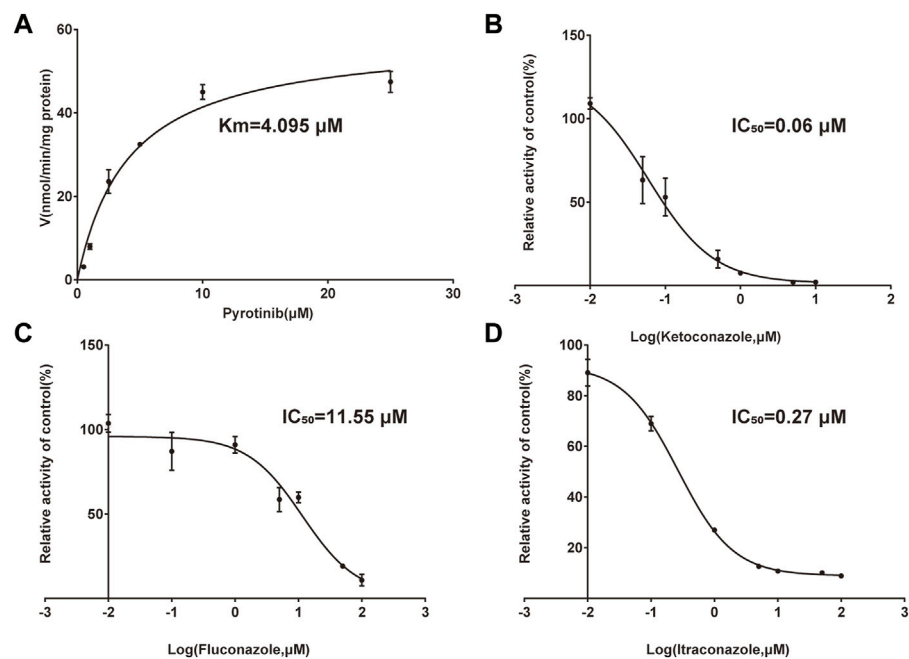 A
60
40
20
0
V(nmol/min/mg protein)
Km=4.095 μM
0
10
20
30
Pyrotinib(μM)
B
150
100
50
Relative activity of control(%)
IC₅₀=0.06 μM
-3
-2
-1
0
1
2
Log(Ketoconazole,μM)
C
150
100
50
Relative activity of control(%)
IC₅₀=11.55 μM
-3
-2
-1
0
1
2
3
Log(Fluconazole,μM)
D
100
80
60
40
20
Relative activity of control(%)
IC₅₀=0.27 μM
-3
-2
-1
0
1
2
3
Log(Itraconazole,μM)